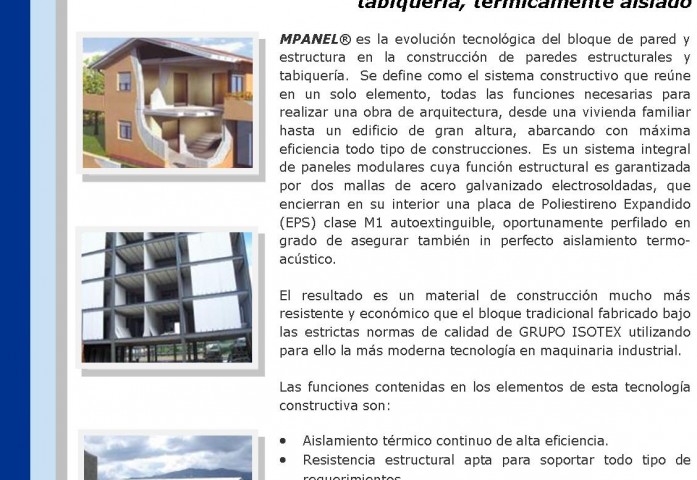 tabiquería, térmicamente aislado
MPANEL® es la evolución tecnológica del bloque de pared y
estructura en la construcción de paredes estructurales y
tabiquería. Se define como el sistema constructivo que reúne
en un solo elemento, todas las funciones necesarias para
realizar una obra de arquitectura, desde una vivienda familiar
hasta un edificio de gran altura, abarcando con máxima
eficiencia todo tipo de construcciones. Es un sistema integral
de paneles modulares cuya función estructural es garantizada
por dos mallas de acero galvanizado electrosoldadas, que
encierran en su interior una placa de Poliestireno Expandido
(EPS) clase M1 autoextinguible, oportunamente perfilado en
grado de asegurar también in perfecto aislamiento termo-
acústico.
El resultado es un material de construcción mucho más
resistente y económico que el bloque tradicional fabricado bajo
las estrictas normas de calidad de GRUPO ISOTEX utilizando
para ello la más moderna tecnología en maquinaria industrial.
Las funciones contenidas en los elementos de esta tecnología
constructiva son:
• Aislamiento térmico continuo de alta eficiencia.
• Resistencia estructural apta para soportar todo tipo de
requerimientos.